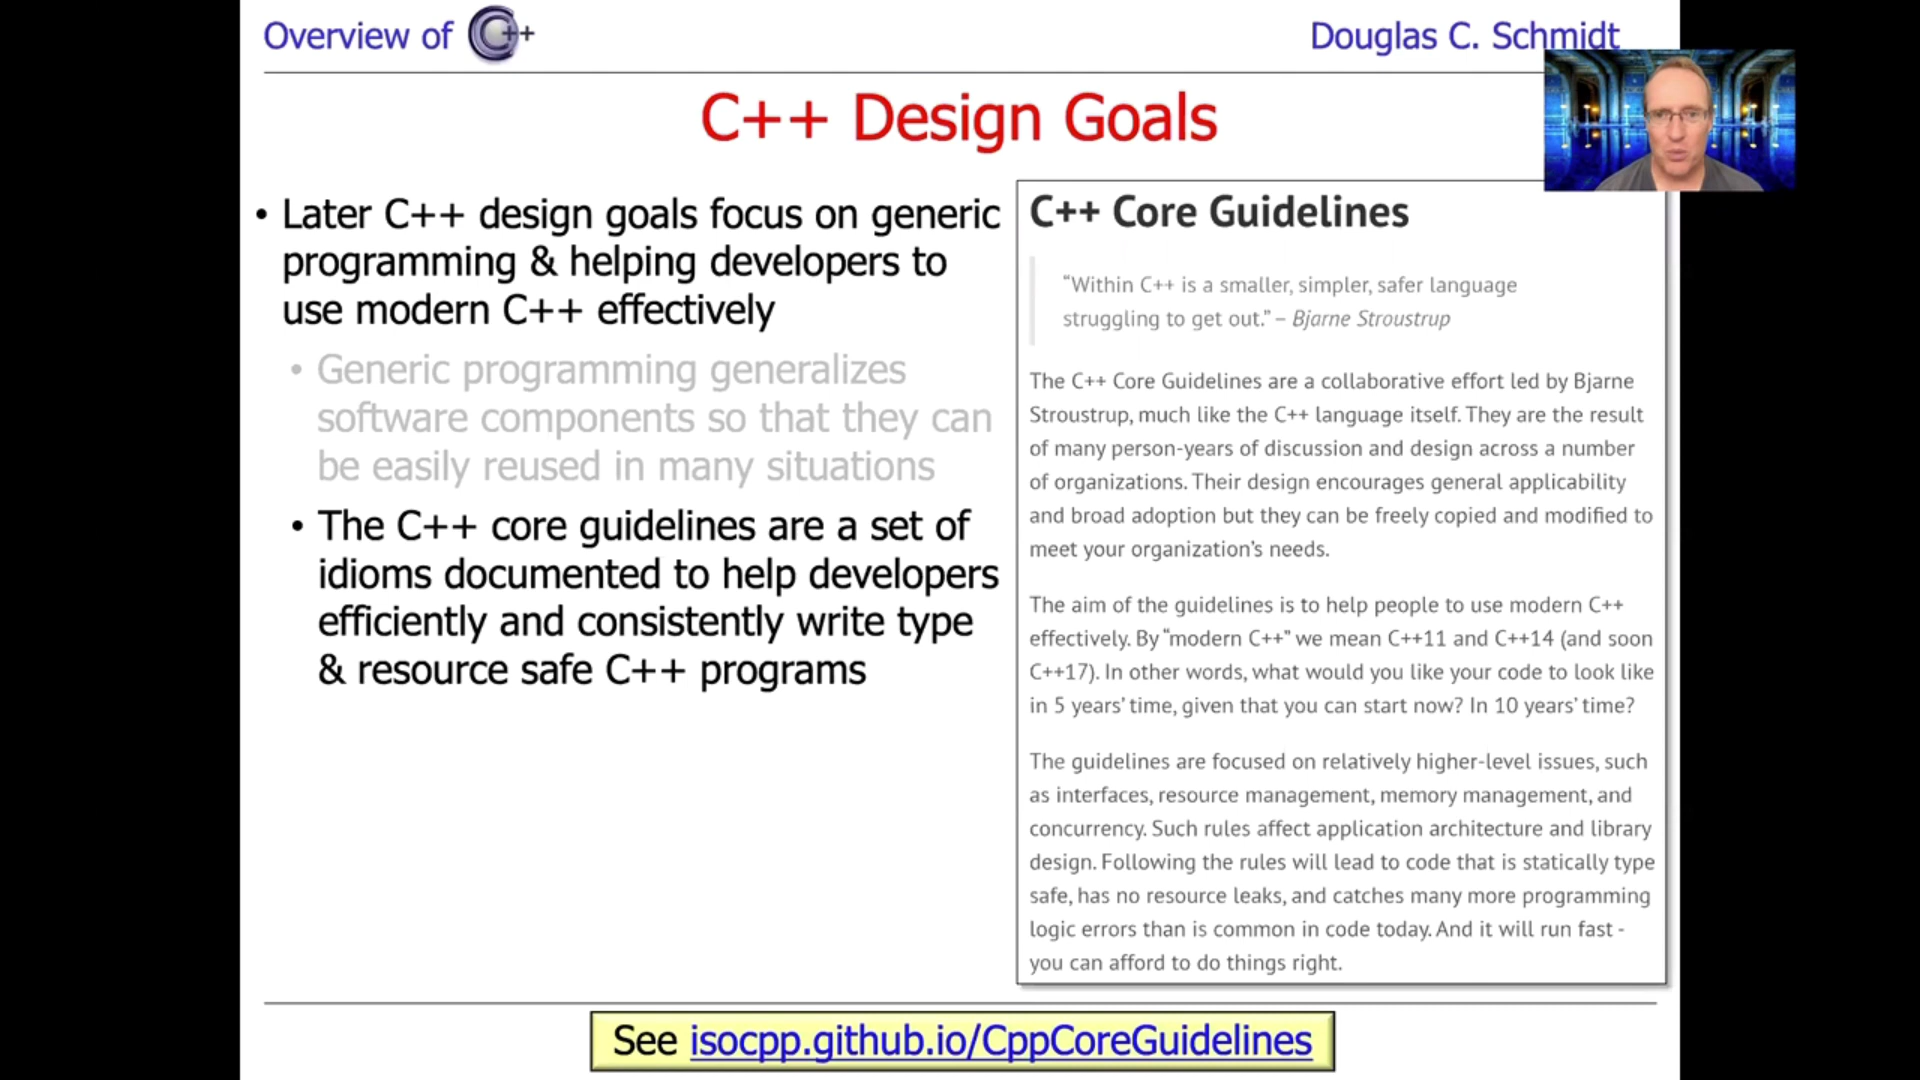 Overview of C++
Douglas C. Schmidt
C++ Design Goals
• Later C++ design goals focus on generic
programming & helping developers to
use modern C++ effectively
• Generic programming generalizes
software components so that they can
be easily reused in many situations
• The C++ core guidelines are a set of
idioms documented to help developers
efficiently and consistently write type
& resource safe C++ programs
C++ Core Guidelines
“Within C++ is a smaller, simpler, safer language
struggling to get out.” – Bjarne Stroustrup
The C++ Core Guidelines are a collaborative effort led by Bjarne
Stroustrup, much like the C++ language itself. They are the result
of many person-years of discussion and design across a number
of organizations. Their design encourages general applicability
and broad adoption but they can be freely copied and modified to
meet your organization’s needs.
The aim of the guidelines is to help people to use modern C++
effectively. By “modern C++” we mean C++11 and C++14 (and soon
C++17). In other words, what would you like your code to look like
in 5 years’ time, given that you can start now? In 10 years’ time?
The guidelines are focused on relatively higher-level issues, such
as interfaces, resource management, memory management, and
concurrency. Such rules affect application architecture and library
design. Following the rules will lead to code that is statically type
safe, has no resource leaks, and catches many more programming
logic errors than is common in code today. And it will run fast -
you can afford to do things right.
See isocpp.github.io/CppCoreGuidelines